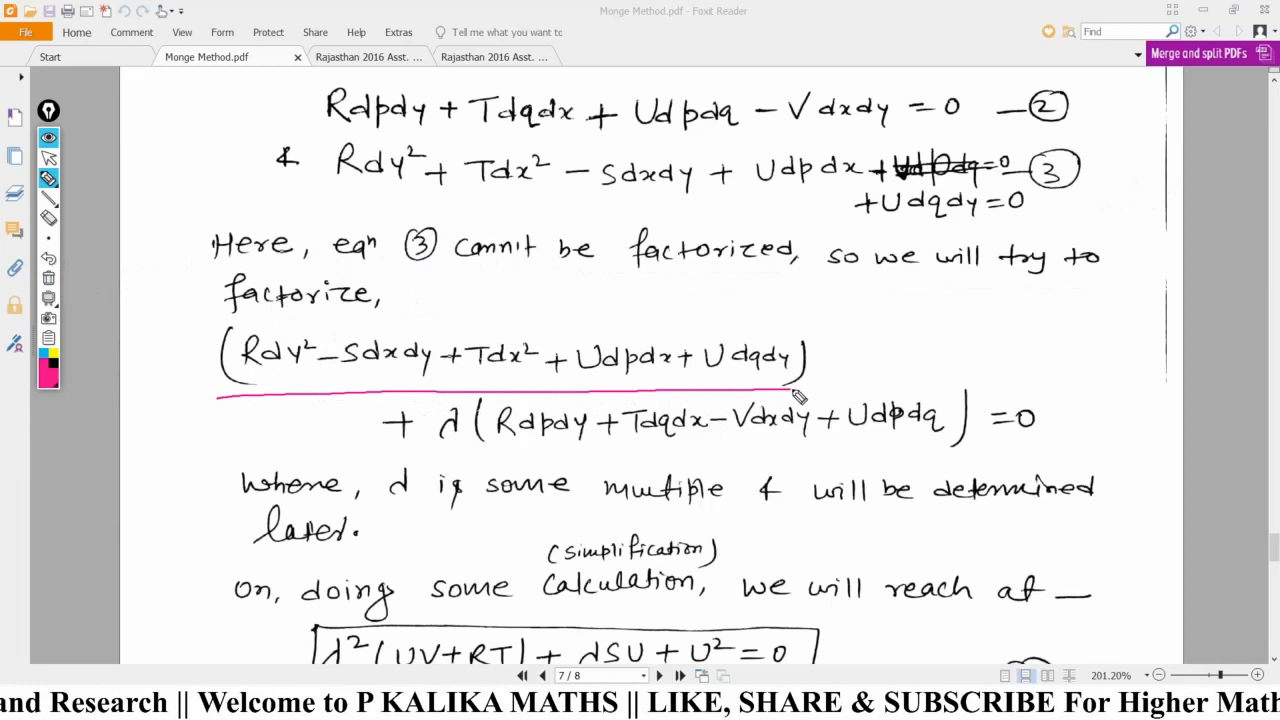 Monge Method.pdf - Foxit Reader
File Home Comment View Form Protect Share Help Extras Tell me what you want to Find
Start Monge Method.pdf Rajasthan 2016 Asst. ... Rajasthan 2016 Asst. ... Merge and split PDFs
Rdpdy + Tdqdx + Udpdq - Vdxdy = 0 — ②
& Rdy² + Tdx² - Sdxdy + Udpdx — ③
+ Udqdy = 0
Here, eqⁿ ③ cann't be factorized, so we will try to
factorize,
(Rdy² - Sdxdy + Tdx² + Udpdx + Udqdy)
+ λ (Rdpdy + Tdqdx - Vdxdy + Udpdq) = 0
where, λ is some multiple & will be determined
later.
(simplification)
On, doing some calculation, we will reach at —
λ² (UV+RT) + λSU + U² = 0
7 / 8 201.20%
and Research || Welcome to P KALIKA MATHS || LIKE, SHARE & SUBSCRIBE For Higher Math